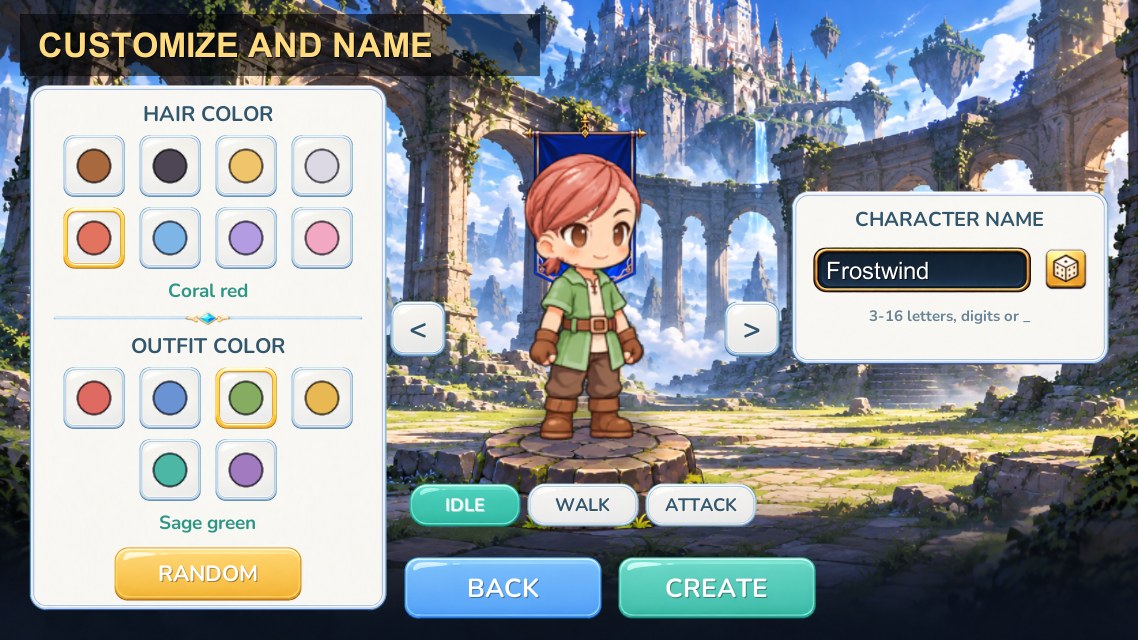 CUSTOMIZE AND NAME
HAIR COLOR
Coral red
OUTFIT COLOR
Sage green
RANDOM
<
>
IDLE
WALK
ATTACK
BACK
CREATE
CHARACTER NAME
Frostwind
3-16 letters, digits or _